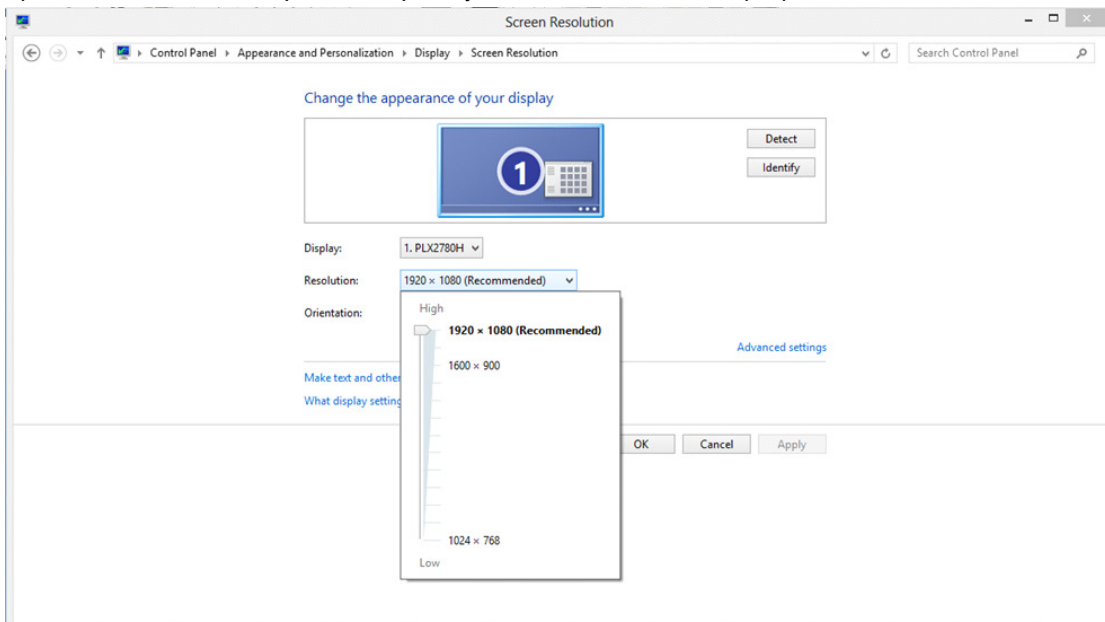 Screen Resolution
Control Panel Appearance and Personalization Display Screen Resolution
Search Control Panel
Change the appearance of your display
1
Detect
Identify
Display: 1. PLX2780H
Resolution: 1920 × 1080 (Recommended)
Orientation:
High
1920 × 1080 (Recommended)
1600 × 900
1024 × 768
Low
Advanced settings
Make text and other
What display setting
OK Cancel Apply